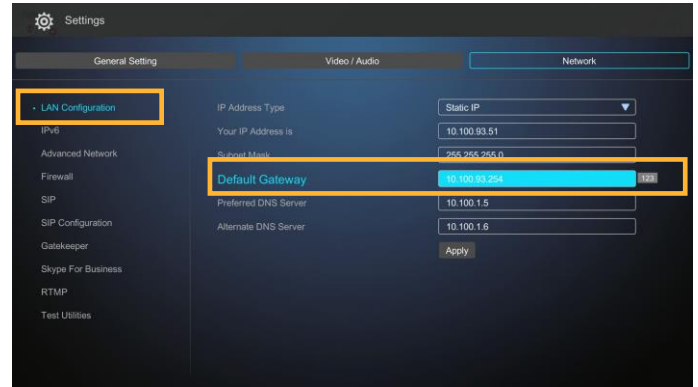 Settings
General Setting Video / Audio Network
LAN Configuration IP Address Type Static IP
IPv6 Your IP Address is 10.100.93.51
Advanced Network Subnet Mask 255.255.255.0
Firewall Default Gateway 10.100.93.254 123
SIP Preferred DNS Server 10.100.1.5
SIP Configuration Alternate DNS Server 10.100.1.6
Gatekeeper Apply
Skype For Business
RTMP
Test Utilities